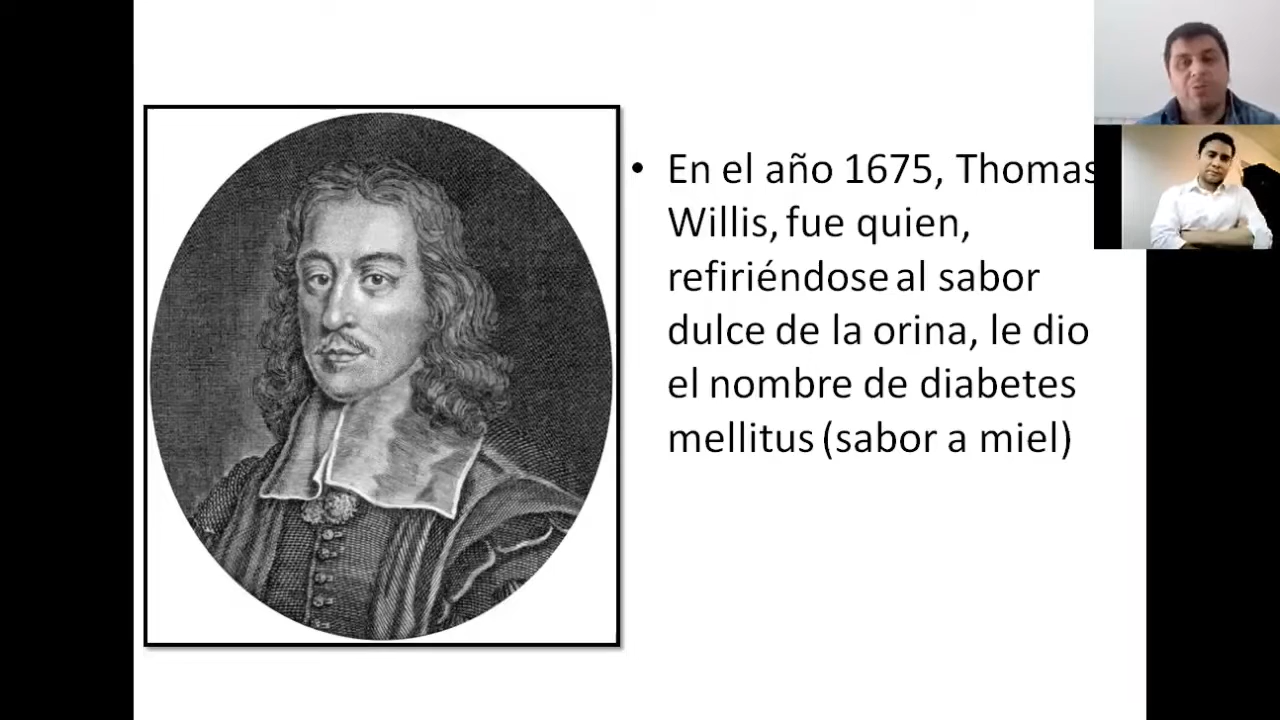 • En el año 1675, Thomas
Willis, fue quien,
refiriéndose al sabor
dulce de la orina, le dio
el nombre de diabetes
mellitus (sabor a miel)